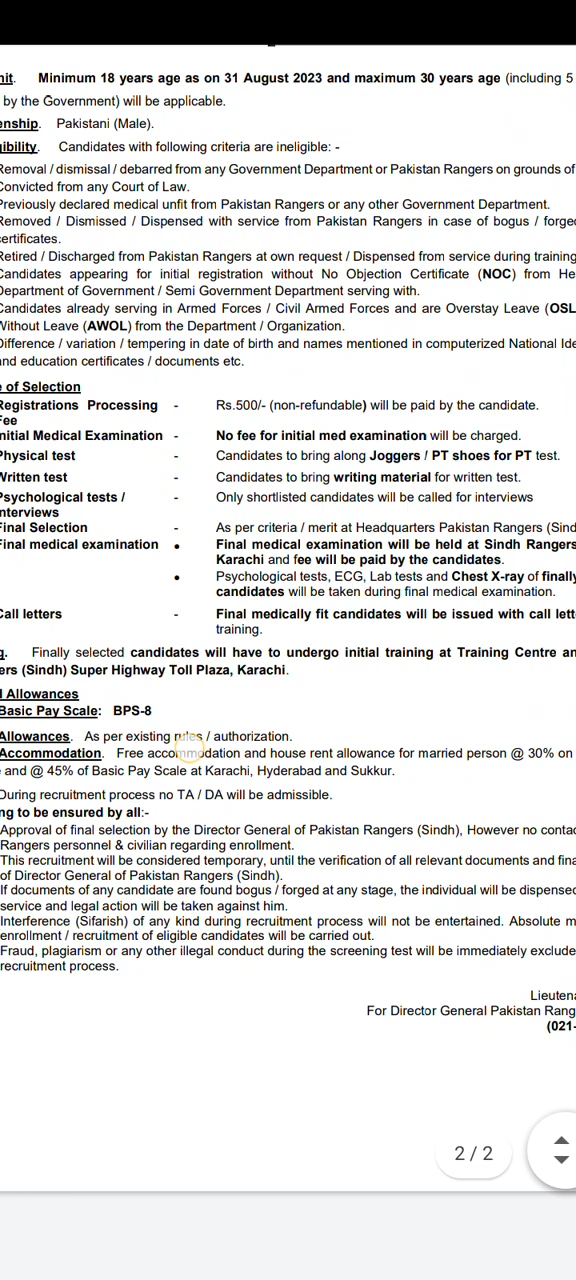 nit. Minimum 18 years age as on 31 August 2023 and maximum 30 years age (including 5
by the Government) will be applicable.
enship. Pakistani (Male).
ibility. Candidates with following criteria are ineligible: -
Removal / dismissal / debarred from any Government Department or Pakistan Rangers on grounds of
Convicted from any Court of Law.
Previously declared medical unfit from Pakistan Rangers or any other Government Department.
Removed / Dismissed / Dispensed with service from Pakistan Rangers in case of bogus / forge
certificates.
Retired / Discharged from Pakistan Rangers at own request / Dispensed from service during training
Candidates appearing for initial registration without No Objection Certificate (NOC) from He
Department of Government / Semi Government Department serving with.
Candidates already serving in Armed Forces / Civil Armed Forces and are Overstay Leave (OSL
Without Leave (AWOL) from the Department / Organization.
Difference / variation / tempering in date of birth and names mentioned in computerized National Ide
and education certificates / documents etc.
e of Selection
Registrations Processing Fee - Rs.500/- (non-refundable) will be paid by the candidate.
nitial Medical Examination - No fee for initial med examination will be charged.
Physical test - Candidates to bring along Joggers / PT shoes for PT test.
Written test - Candidates to bring writing material for written test.
Psychological tests / nterviews - Only shortlisted candidates will be called for interviews
Final Selection - As per criteria / merit at Headquarters Pakistan Rangers (Sind
Final medical examination • Final medical examination will be held at Sindh Rangers
Karachi and fee will be paid by the candidates.
• Psychological tests, ECG, Lab tests and Chest X-ray of finally
candidates will be taken during final medical examination.
Call letters - Final medically fit candidates will be issued with call lett
training.
g. Finally selected candidates will have to undergo initial training at Training Centre an
ers (Sindh) Super Highway Toll Plaza, Karachi.
l Allowances
Basic Pay Scale: BPS-8
Allowances. As per existing rules / authorization.
Accommodation. Free accommodation and house rent allowance for married person @ 30% on
and @ 45% of Basic Pay Scale at Karachi, Hyderabad and Sukkur.
During recruitment process no TA / DA will be admissible.
ng to be ensured by all:-
Approval of final selection by the Director General of Pakistan Rangers (Sindh), However no contac
Rangers personnel & civilian regarding enrollment.
This recruitment will be considered temporary, until the verification of all relevant documents and fina
of Director General of Pakistan Rangers (Sindh).
If documents of any candidate are found bogus / forged at any stage, the individual will be dispensed
service and legal action will be taken against him.
Interference (Sifarish) of any kind during recruitment process will not be entertained. Absolute m
enrollment / recruitment of eligible candidates will be carried out.
Fraud, plagiarism or any other illegal conduct during the screening test will be immediately exclude
recruitment process.
Lieutena
For Director General Pakistan Rang
(021-
2 / 2